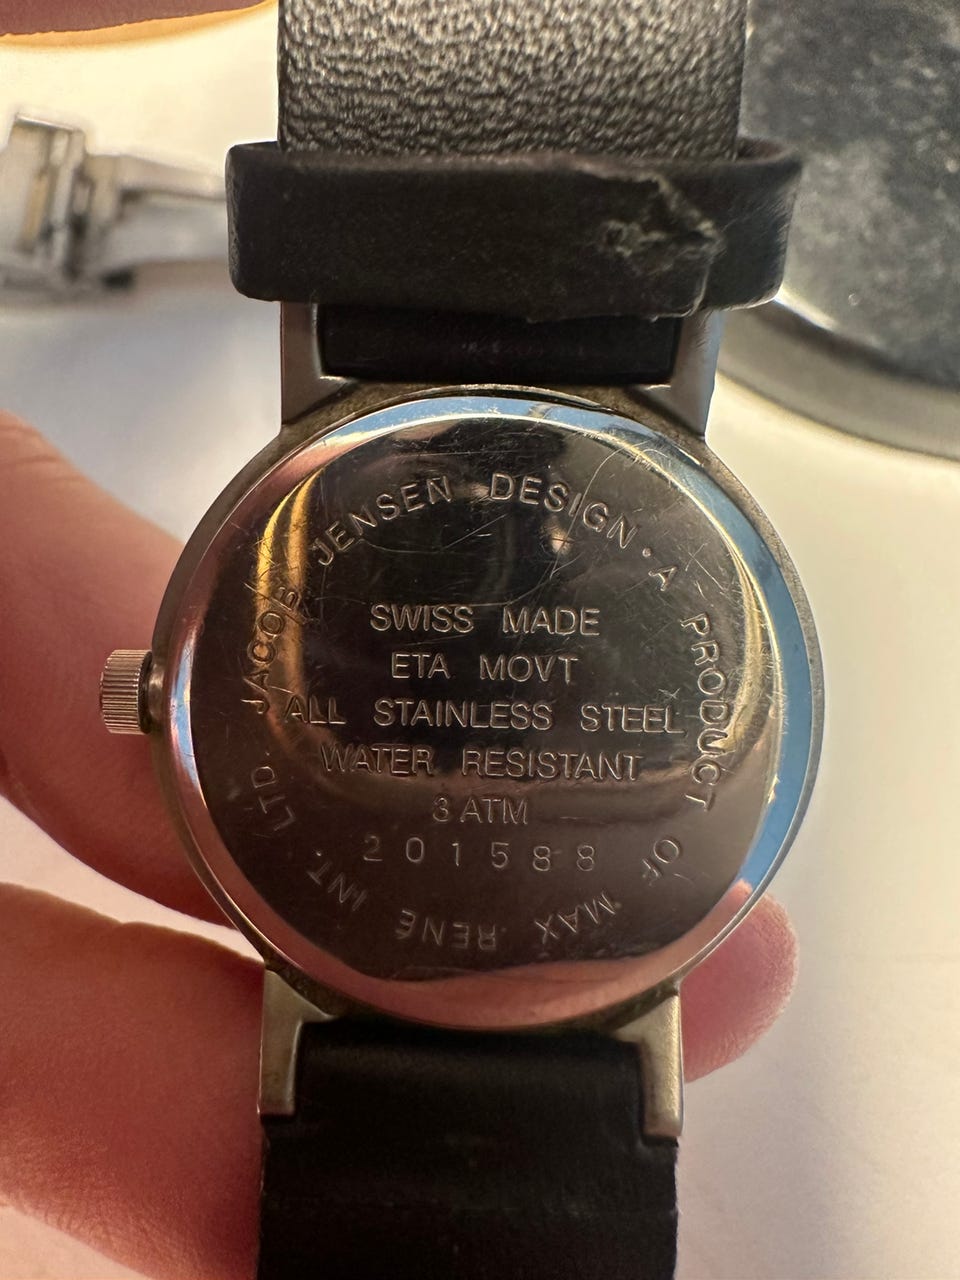 JACOB JENSEN DESIGN · A PRODUCT OF MAX RENÉ INT. LTD.
SWISS MADE
ETA MOVT
ALL STAINLESS STEEL
WATER RESISTANT
3 ATM
201588